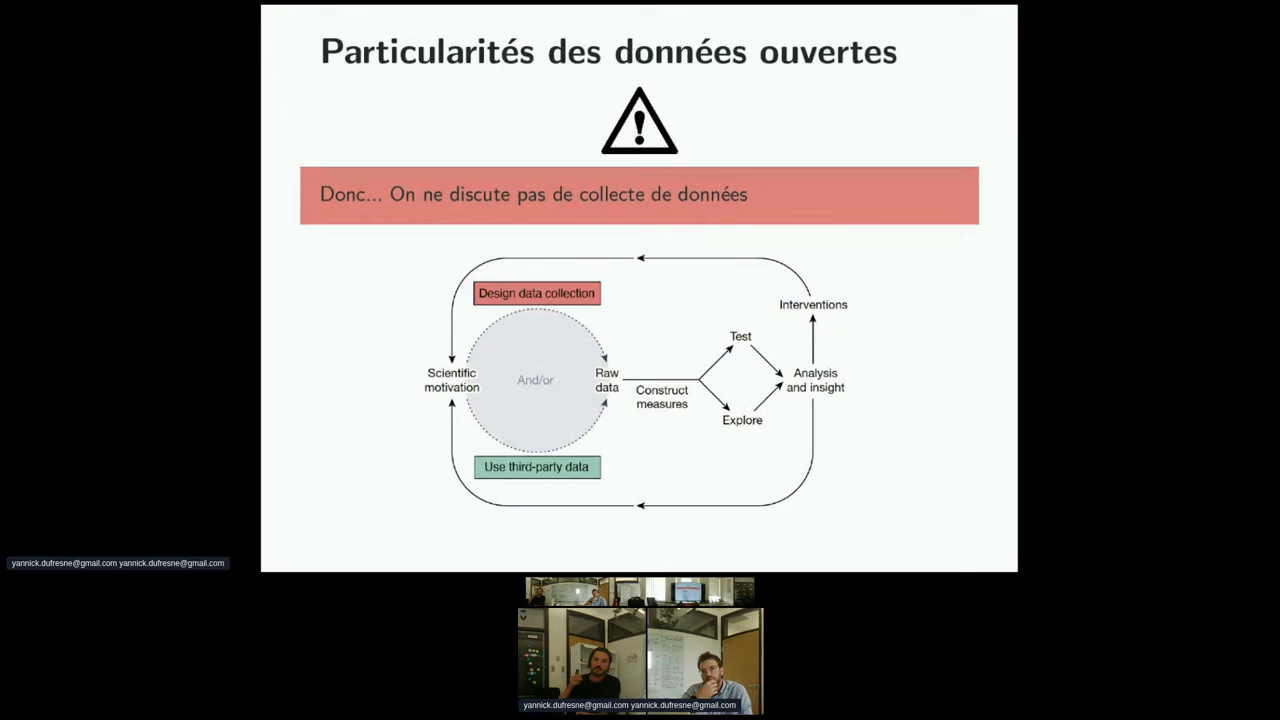 Particularités des données ouvertes
Donc... On ne discute pas de collecte de données
Design data collection
Interventions
Test
Scientific
motivation
And/or
Raw
data
Construct
measures
Analysis
and insight
Explore
Use third-party data
yannick.dufresne@gmail.com yannick.dufresne@gmail.com
yannick.dufresne@gmail.com yannick.dufresne@gmail.com